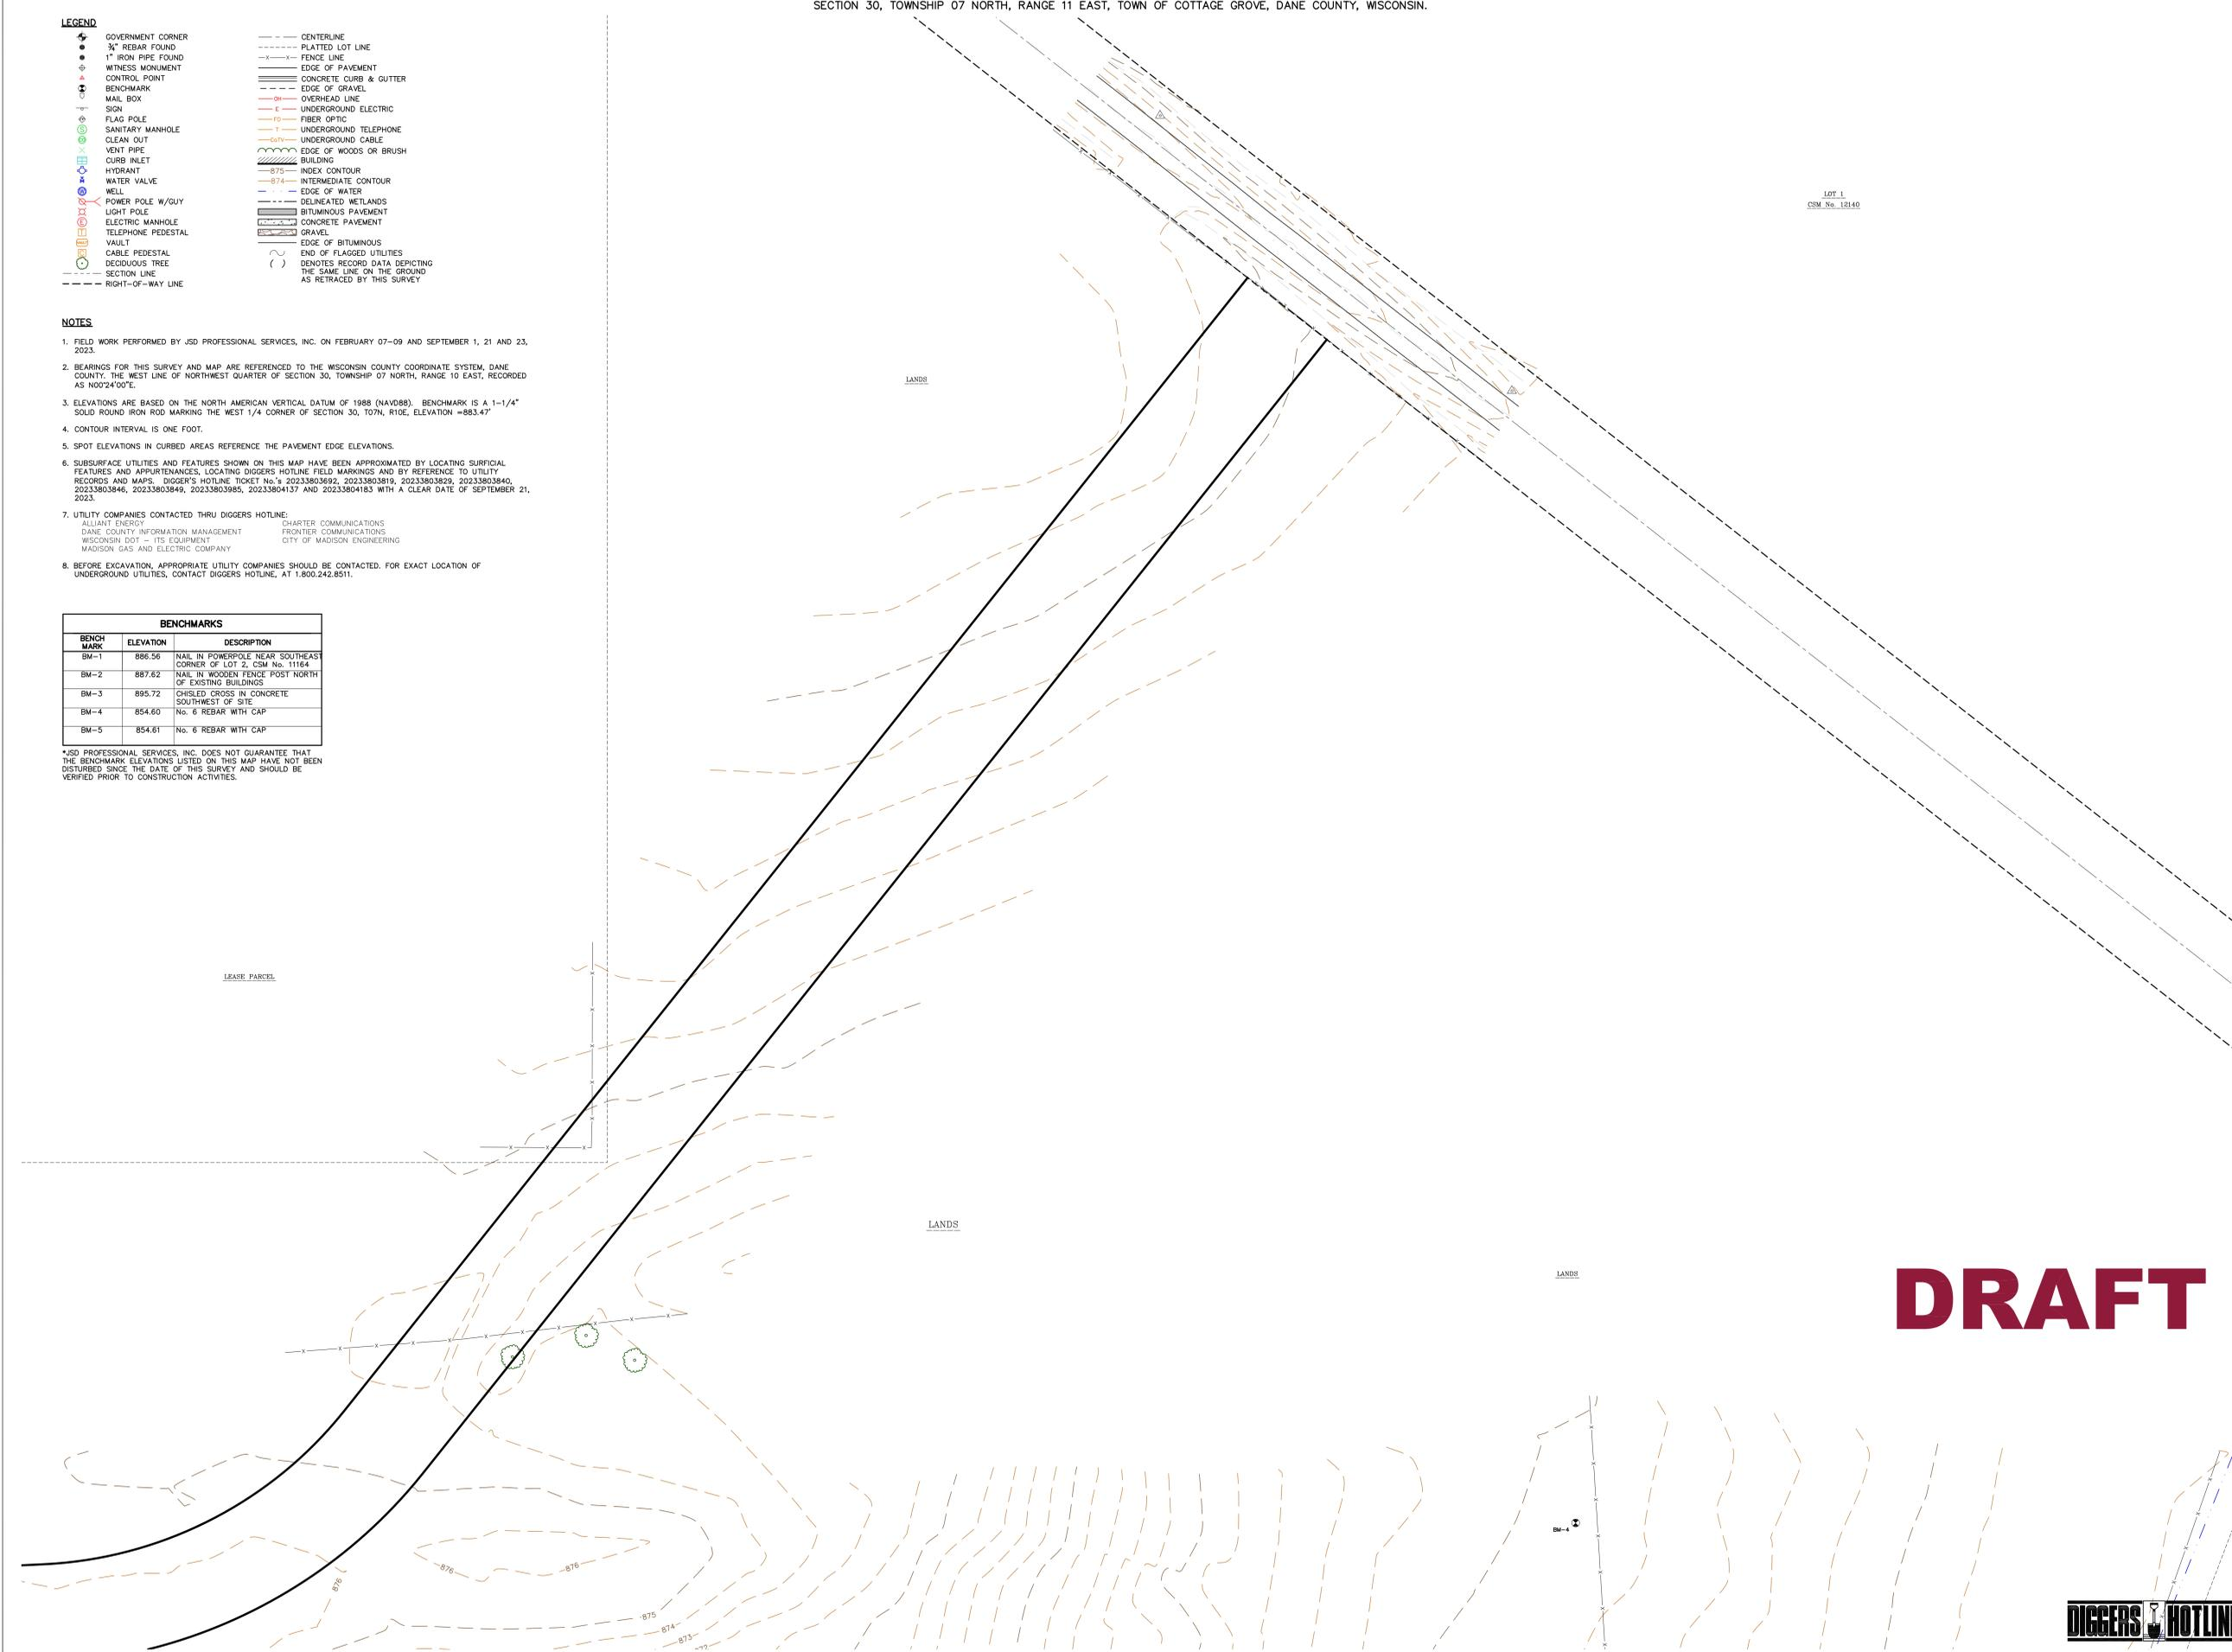 SECTION 30, TOWNSHIP 07 NORTH, RANGE 11 EAST, TOWN OF COTTAGE GROVE, DANE COUNTY, WISCONSIN.
LEGEND
GOVERNMENT CORNER
¾" REBAR FOUND
1" IRON PIPE FOUND
WITNESS MONUMENT
CONTROL POINT
BENCHMARK
MAIL BOX
SIGN
FLAG POLE
SANITARY MANHOLE
CLEAN OUT
VENT PIPE
CURB INLET
HYDRANT
WATER VALVE
WELL
POWER POLE W/GUY
LIGHT POLE
ELECTRIC MANHOLE
TELEPHONE PEDESTAL
VAULT
CABLE PEDESTAL
DECIDUOUS TREE
SECTION LINE
RIGHT-OF-WAY LINE
CENTERLINE
PLATTED LOT LINE
FENCE LINE
EDGE OF PAVEMENT
CONCRETE CURB & GUTTER
EDGE OF GRAVEL
OH OVERHEAD LINE
E UNDERGROUND ELECTRIC
FO FIBER OPTIC
T UNDERGROUND TELEPHONE
CATV UNDERGROUND CABLE
EDGE OF WOODS OR BRUSH
BUILDING
875 INDEX CONTOUR
874 INTERMEDIATE CONTOUR
EDGE OF WATER
DELINEATED WETLANDS
BITUMINOUS PAVEMENT
CONCRETE PAVEMENT
GRAVEL
EDGE OF BITUMINOUS
END OF FLAGGED UTILITIES
( ) DENOTES RECORD DATA DEPICTING
THE SAME LINE ON THE GROUND
AS RETRACED BY THIS SURVEY
NOTES
1. FIELD WORK PERFORMED BY JSD PROFESSIONAL SERVICES, INC. ON FEBRUARY 07-09 AND SEPTEMBER 1, 21 AND 23,
2023.
2. BEARINGS FOR THIS SURVEY AND MAP ARE REFERENCED TO THE WISCONSIN COUNTY COORDINATE SYSTEM, DANE
COUNTY. THE WEST LINE OF NORTHWEST QUARTER OF SECTION 30, TOWNSHIP 07 NORTH, RANGE 10 EAST, RECORDED
AS N00°24'00"E.
3. ELEVATIONS ARE BASED ON THE NORTH AMERICAN VERTICAL DATUM OF 1988 (NAVD88). BENCHMARK IS A 1-1/4"
SOLID ROUND IRON ROD MARKING THE WEST 1/4 CORNER OF SECTION 30, T07N, R10E, ELEVATION =883.47'
4. CONTOUR INTERVAL IS ONE FOOT.
5. SPOT ELEVATIONS IN CURBED AREAS REFERENCE THE PAVEMENT EDGE ELEVATIONS.
6. SUBSURFACE UTILITIES AND FEATURES SHOWN ON THIS MAP HAVE BEEN APPROXIMATED BY LOCATING SURFICIAL
FEATURES AND APPURTENANCES, LOCATING DIGGERS HOTLINE FIELD MARKINGS AND BY REFERENCE TO UTILITY
RECORDS AND MAPS. DIGGER'S HOTLINE TICKET No.'s 20233803692, 20233803819, 20233803829, 20233803840,
20233803846, 20233803849, 20233803985, 20233804137 AND 20233804183 WITH A CLEAR DATE OF SEPTEMBER 21,
2023.
7. UTILITY COMPANIES CONTACTED THRU DIGGERS HOTLINE:
ALLIANT ENERGY
DANE COUNTY INFORMATION MANAGEMENT
WISCONSIN DOT - ITS EQUIPMENT
MADISON GAS AND ELECTRIC COMPANY
CHARTER COMMUNICATIONS
FRONTIER COMMUNICATIONS
CITY OF MADISON ENGINEERING
8. BEFORE EXCAVATION, APPROPRIATE UTILITY COMPANIES SHOULD BE CONTACTED. FOR EXACT LOCATION OF
UNDERGROUND UTILITIES, CONTACT DIGGERS HOTLINE, AT 1.800.242.8511.
BENCHMARKS
BENCH MARK ELEVATION DESCRIPTION
BM-1 886.56 NAIL IN POWERPOLE NEAR SOUTHEAST
CORNER OF LOT 2, CSM No. 11164
BM-2 887.62 NAIL IN WOODEN FENCE POST NORTH
OF EXISTING BUILDINGS
BM-3 895.72 CHISLED CROSS IN CONCRETE
SOUTHWEST OF SITE
BM-4 854.60 No. 6 REBAR WITH CAP
BM-5 854.61 No. 6 REBAR WITH CAP
*JSD PROFESSIONAL SERVICES, INC. DOES NOT GUARANTEE THAT
THE BENCHMARK ELEVATIONS LISTED ON THIS MAP HAVE NOT BEEN
DISTURBED SINCE THE DATE OF THIS SURVEY AND SHOULD BE
VERIFIED PRIOR TO CONSTRUCTION ACTIVITIES.
LOT 1
CSM No. 12140
LANDS
LEASE PARCEL
LANDS
LANDS
DRAFT
BM-4
876
876
876
875
874
873
DIGGERS HOTLIN